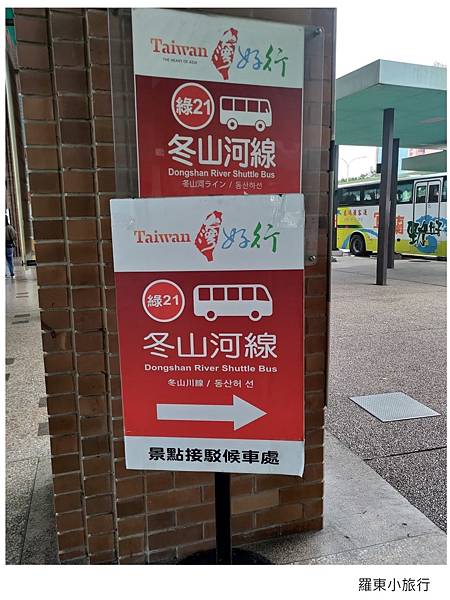 Taiwan 灣 好行
THE HEART OF ASIA
綠21
冬山河線
Dongshan River Shuttle Bus
冬山河ライン / 동산하선
Taiwan 灣 好行
綠21
冬山河線
Dongshan River Shuttle Bus
冬山川線 / 동산허 선
景點接駁候車處
羅東小旅行